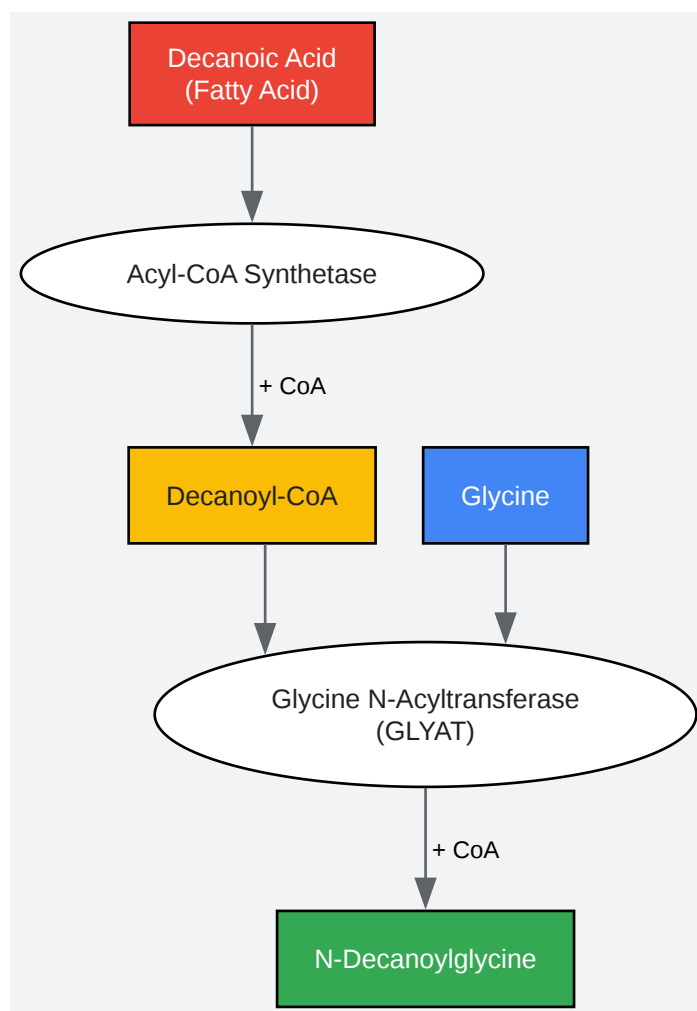 Decanoic Acid
(Fatty Acid)
Acyl-CoA Synthetase
+ CoA
Decanoyl-CoA
Glycine
Glycine N-Acyltransferase
(GLYAT)
+ CoA
N-Decanoylglycine